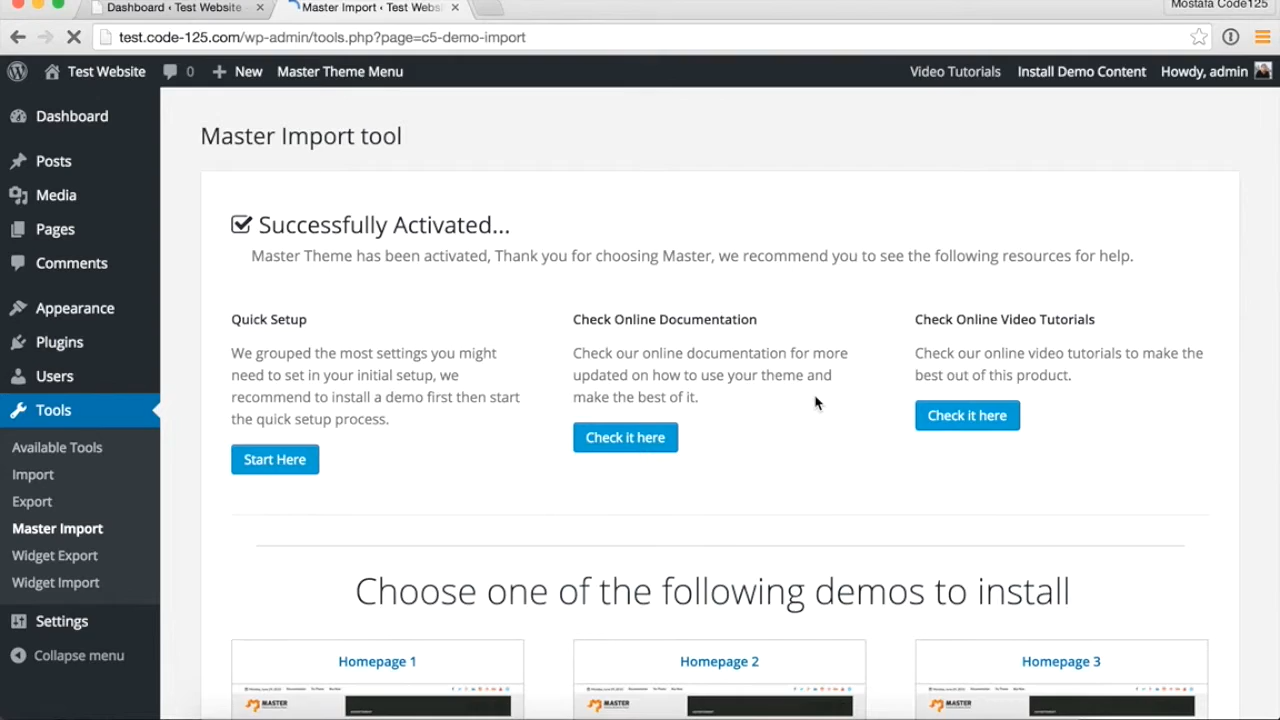 Dashboard ‹ Test Website
Master Import ‹ Test Webs
Mostafa Code125
test.code-125.com/wp-admin/tools.php?page=c5-demo-import
Test Website
0
New
Master Theme Menu
Video Tutorials
Install Demo Content
Howdy, admin
Dashboard
Posts
Media
Pages
Comments
Appearance
Plugins
Users
Tools
Available Tools
Import
Export
Master Import
Widget Export
Widget Import
Settings
Collapse menu
Master Import tool
Successfully Activated...
Master Theme has been activated, Thank you for choosing Master, we recommend you to see the following resources for help.
Quick Setup
We grouped the most settings you might
need to set in your initial setup, we
recommend to install a demo first then start
the quick setup process.
Start Here
Check Online Documentation
Check our online documentation for more
updated on how to use your theme and
make the best of it.
Check it here
Check Online Video Tutorials
Check our online video tutorials to make the
best out of this product.
Check it here
Choose one of the following demos to install
Homepage 1
Homepage 2
Homepage 3
MASTER
MASTER
MASTER